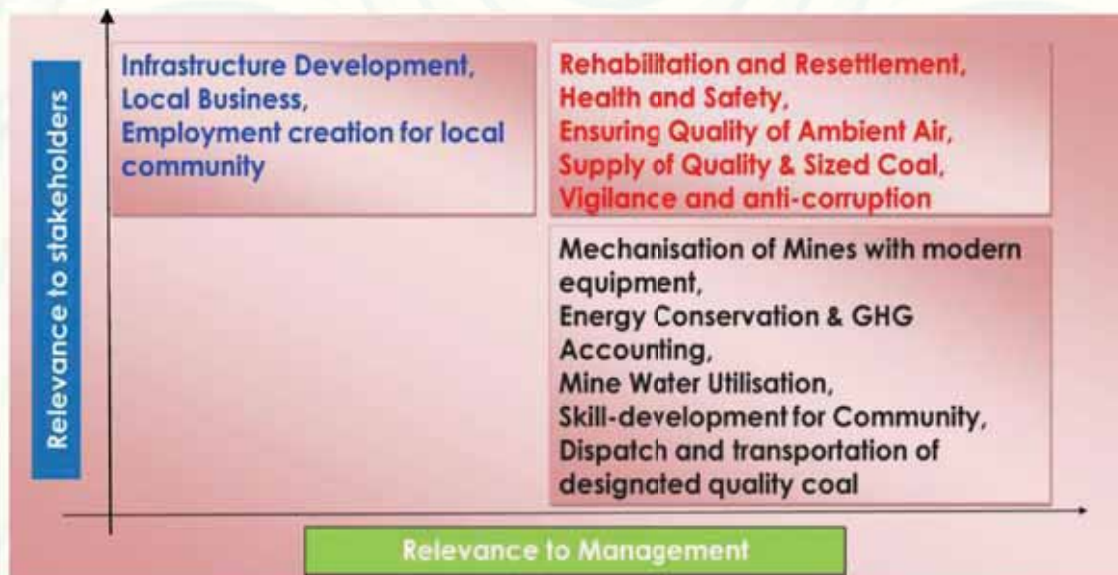 Relevance to stakeholders
Infrastructure Development,
Local Business,
Employment creation for local
community
Rehabilitation and Resettlement,
Health and Safety,
Ensuring Quality of Ambient Air,
Supply of Quality & Sized Coal,
Vigilance and anti-corruption
Mechanisation of Mines with modern
equipment,
Energy Conservation & GHG
Accounting,
Mine Water Utilisation,
Skill-development for Community,
Dispatch and transportation of
designated quality coal
Relevance to Management